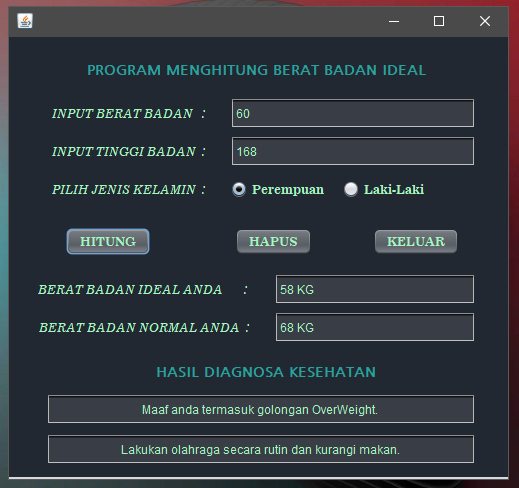 PROGRAM MENGHITUNG BERAT BADAN IDEAL
INPUT BERAT BADAN : 60
INPUT TINGGI BADAN : 168
PILIH JENIS KELAMIN : Perempuan Laki-Laki
HITUNG HAPUS KELUAR
BERAT BADAN IDEAL ANDA : 58 KG
BERAT BADAN NORMAL ANDA : 68 KG
HASIL DIAGNOSA KESEHATAN
Maaf anda termasuk golongan OverWeight.
Lakukan olahraga secara rutin dan kurangi makan.